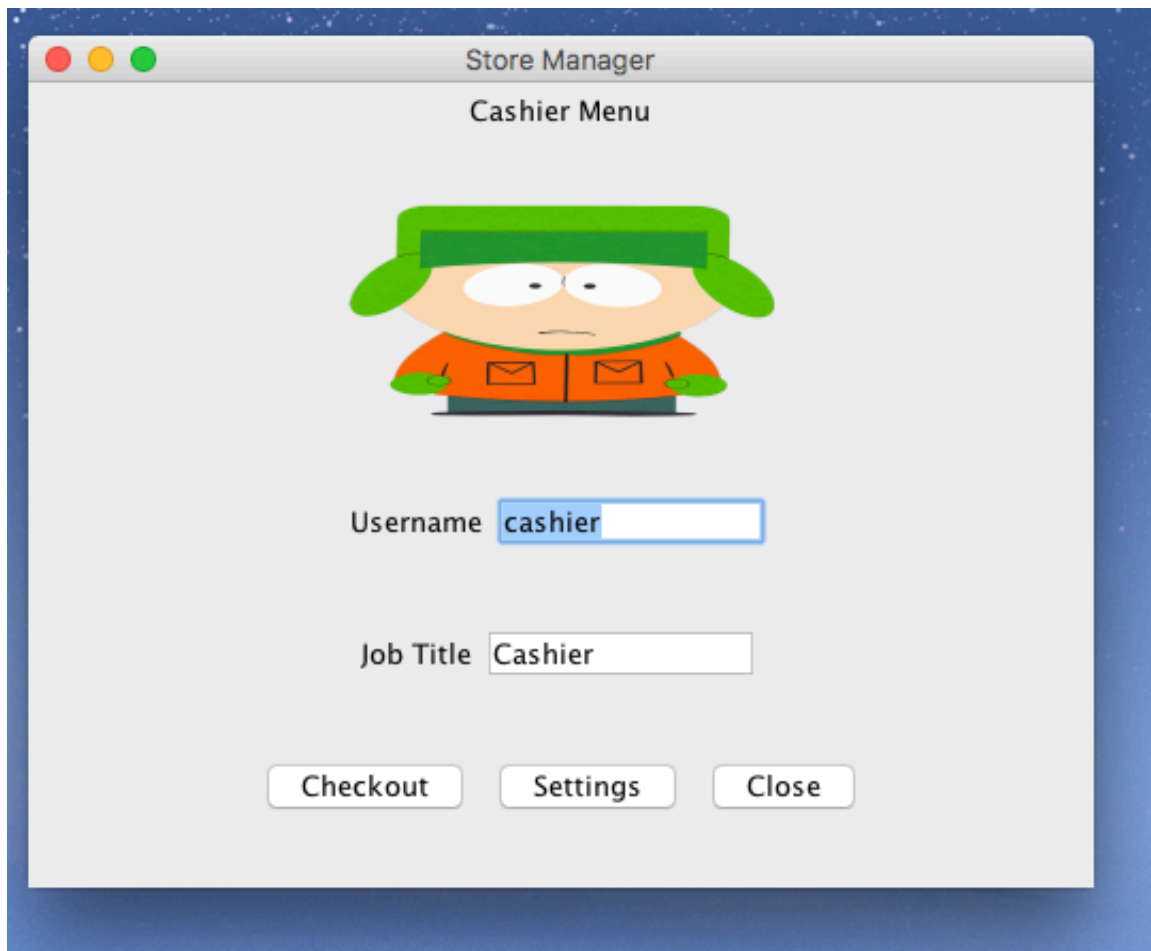 Store Manager
Cashier Menu
Username cashier
Job Title Cashier
Checkout Settings Close